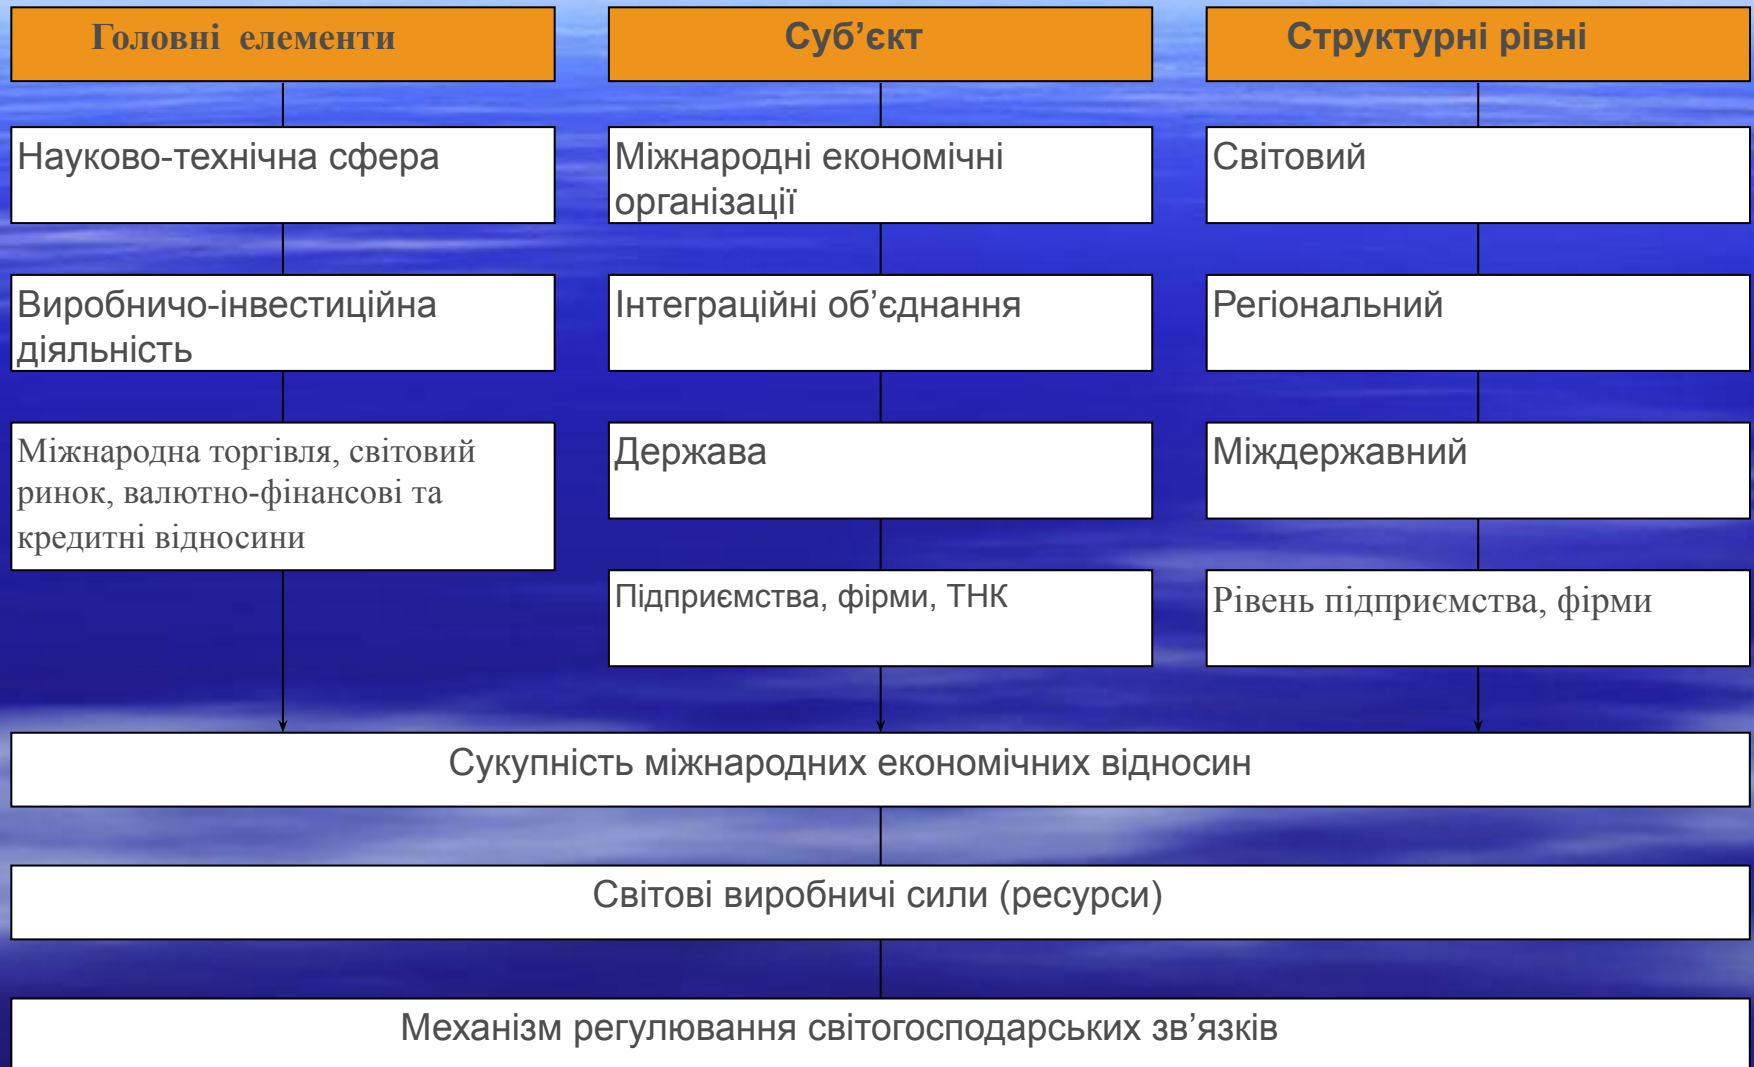 Головні елементи
Суб’єкт
Структурні рівні
Науково-технічна сфера
Міжнародні економічні
організації
Світовий
Виробничо-інвестиційна
діяльність
Інтеграційні об’єднання
Регіональний
Міжнародна торгівля, світовий
ринок, валютно-фінансові та
кредитні відносини
Держава
Міждержавний
Підприємства, фірми, ТНК
Рівень підприємства, фірми
Сукупність міжнародних економічних відносин
Світові виробничі сили (ресурси)
Механізм регулювання світогосподарських зв’язків